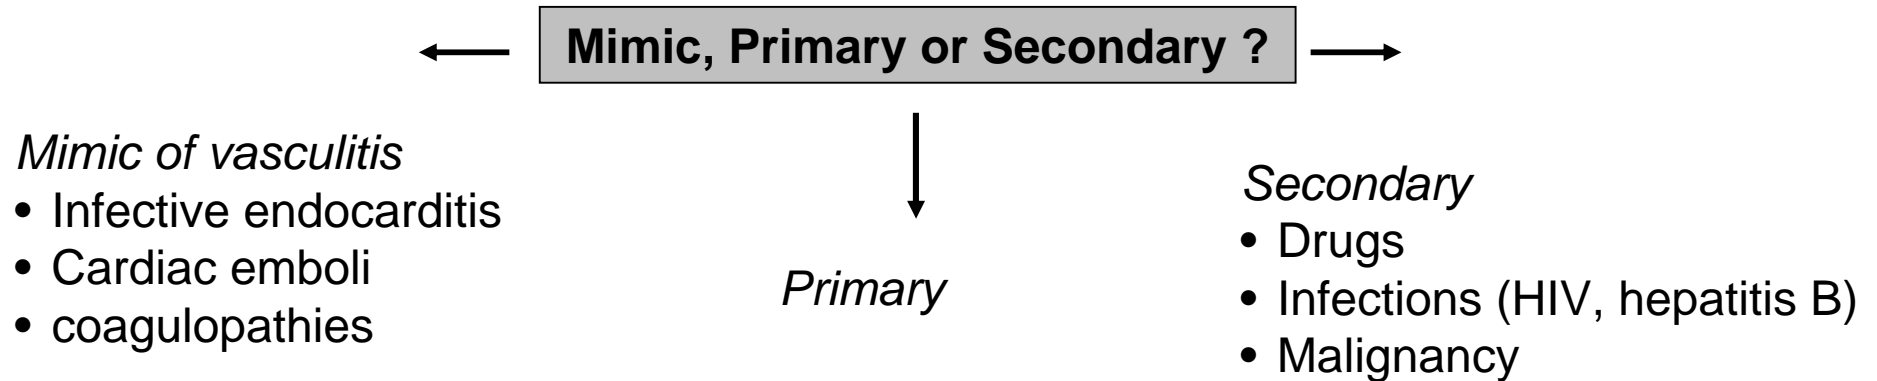 Mimic, Primary or Secondary ?
Mimic of vasculitis
• Infective endocarditis
• Cardiac emboli
• coagulopathies
Primary
Secondary
• Drugs
• Infections (HIV, hepatitis B)
• Malignancy